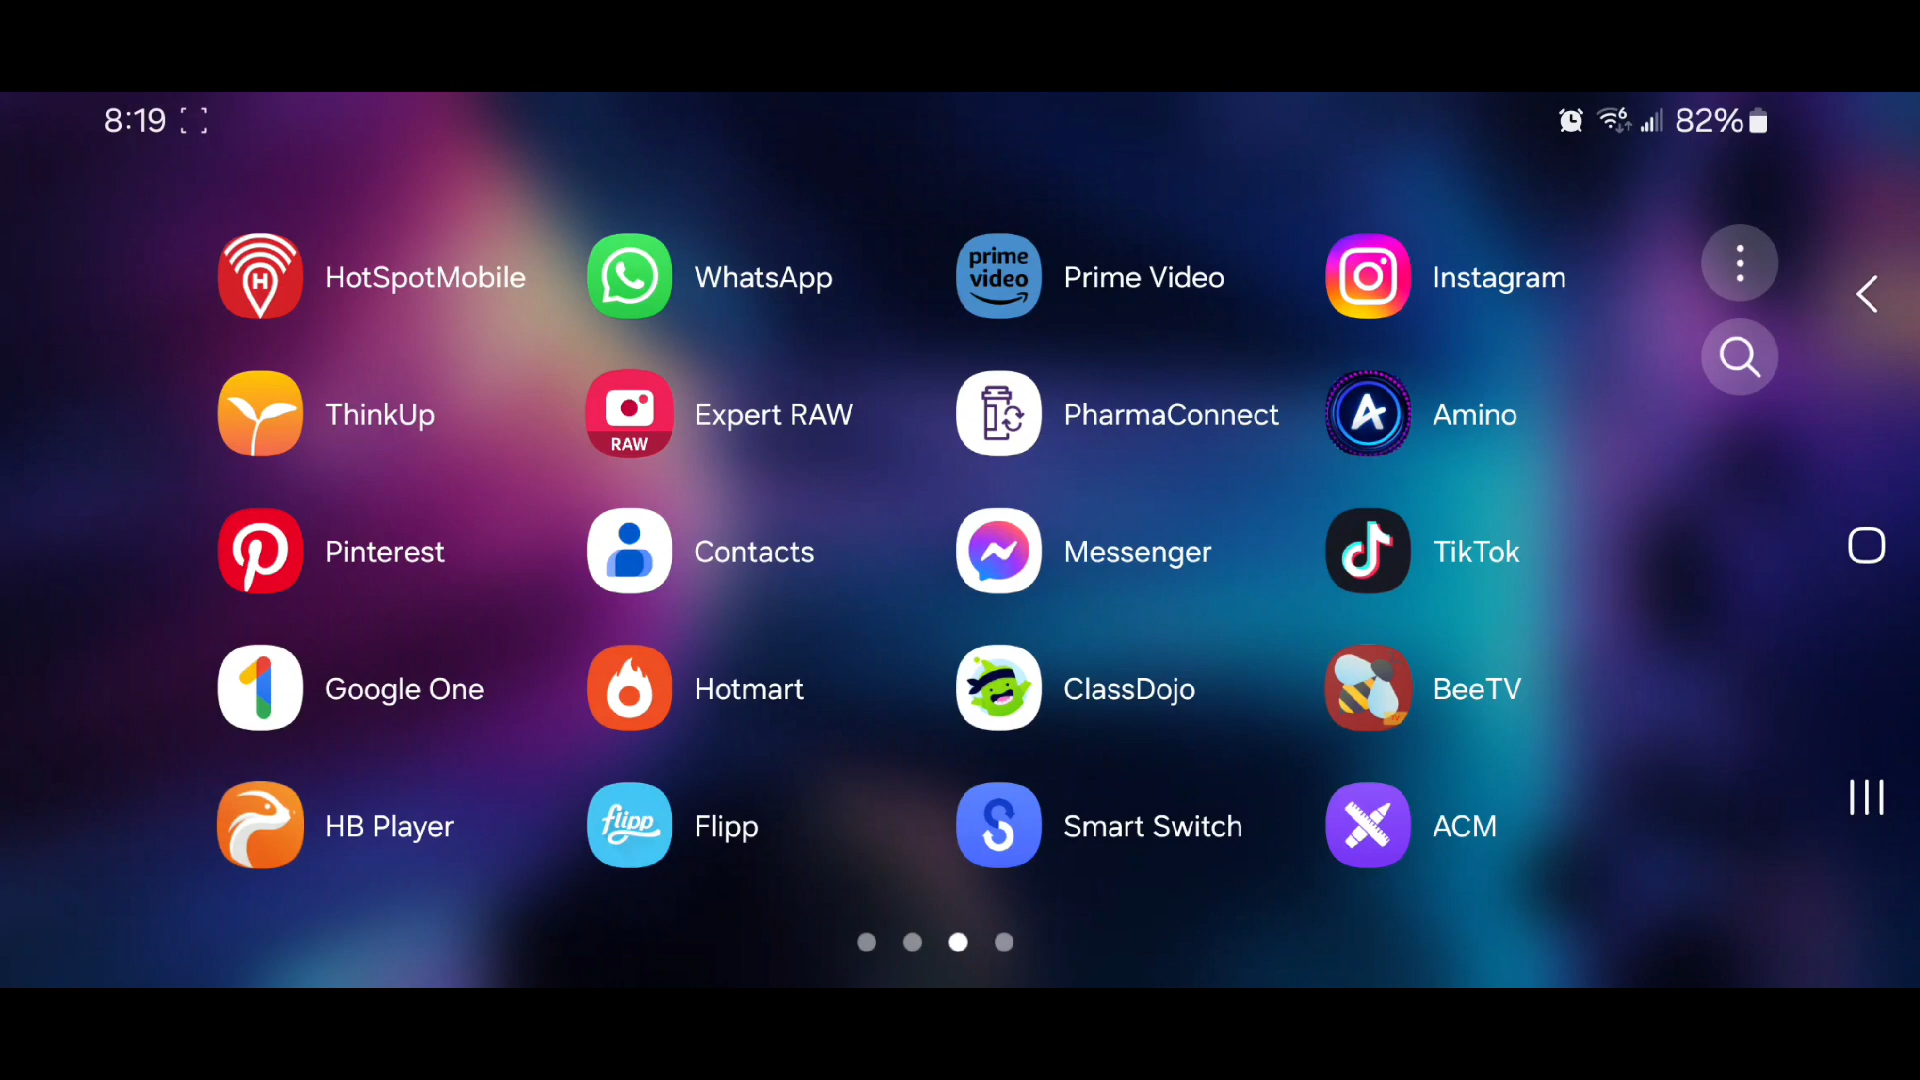 8:19 6 82%
HotSpotMobile WhatsApp prime video Prime Video Instagram
ThinkUp RAW Expert RAW PharmaConnect Amino
Pinterest Contacts Messenger TikTok
Google One Hotmart ClassDojo BeeTV
HB Player flipp Flipp Smart Switch ACM